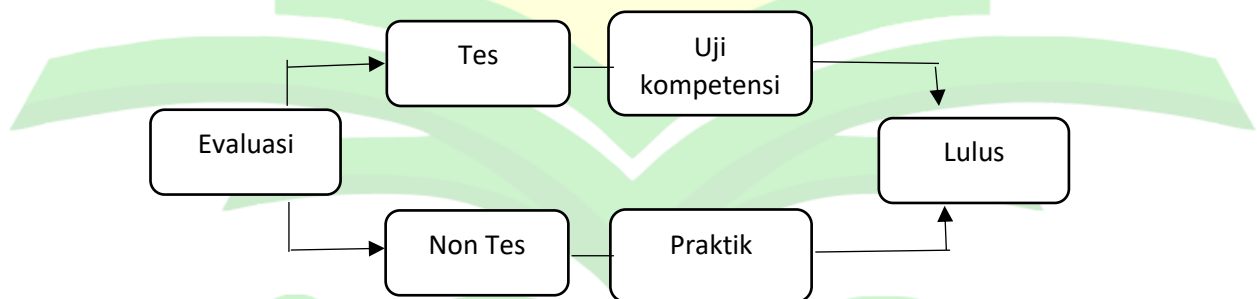 Tes
Uji
kompetensi
Evaluasi
Lulus
Non Tes
Praktik